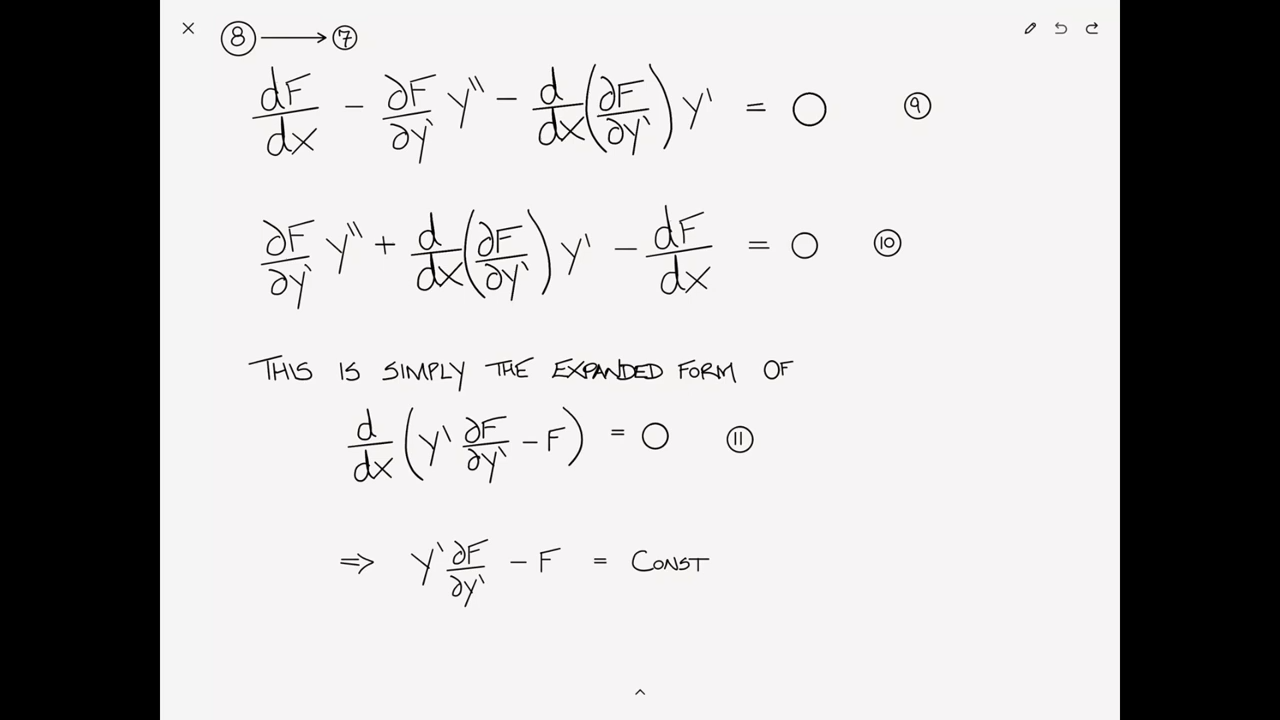 ⑧ ⟶ ⑦
dF/dx − ∂F/∂y' y'' − d/dx(∂F/∂y') y' = 0 ⑨
∂F/∂y' y'' + d/dx(∂F/∂y') y' − dF/dx = 0 ⑩
THIS IS SIMPLY THE EXPANDED FORM OF
d/dx (y' ∂F/∂y' − F) = 0 ⑪
⇒ y' ∂F/∂y' − F = CONST